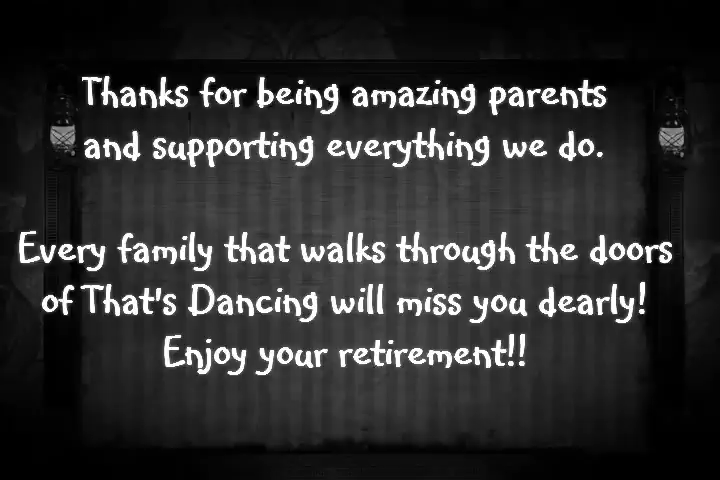 Thanks for being amazing parents
and supporting everything we do.
Every family that walks through the doors
of That's Dancing will miss you dearly!
Enjoy your retirement!!